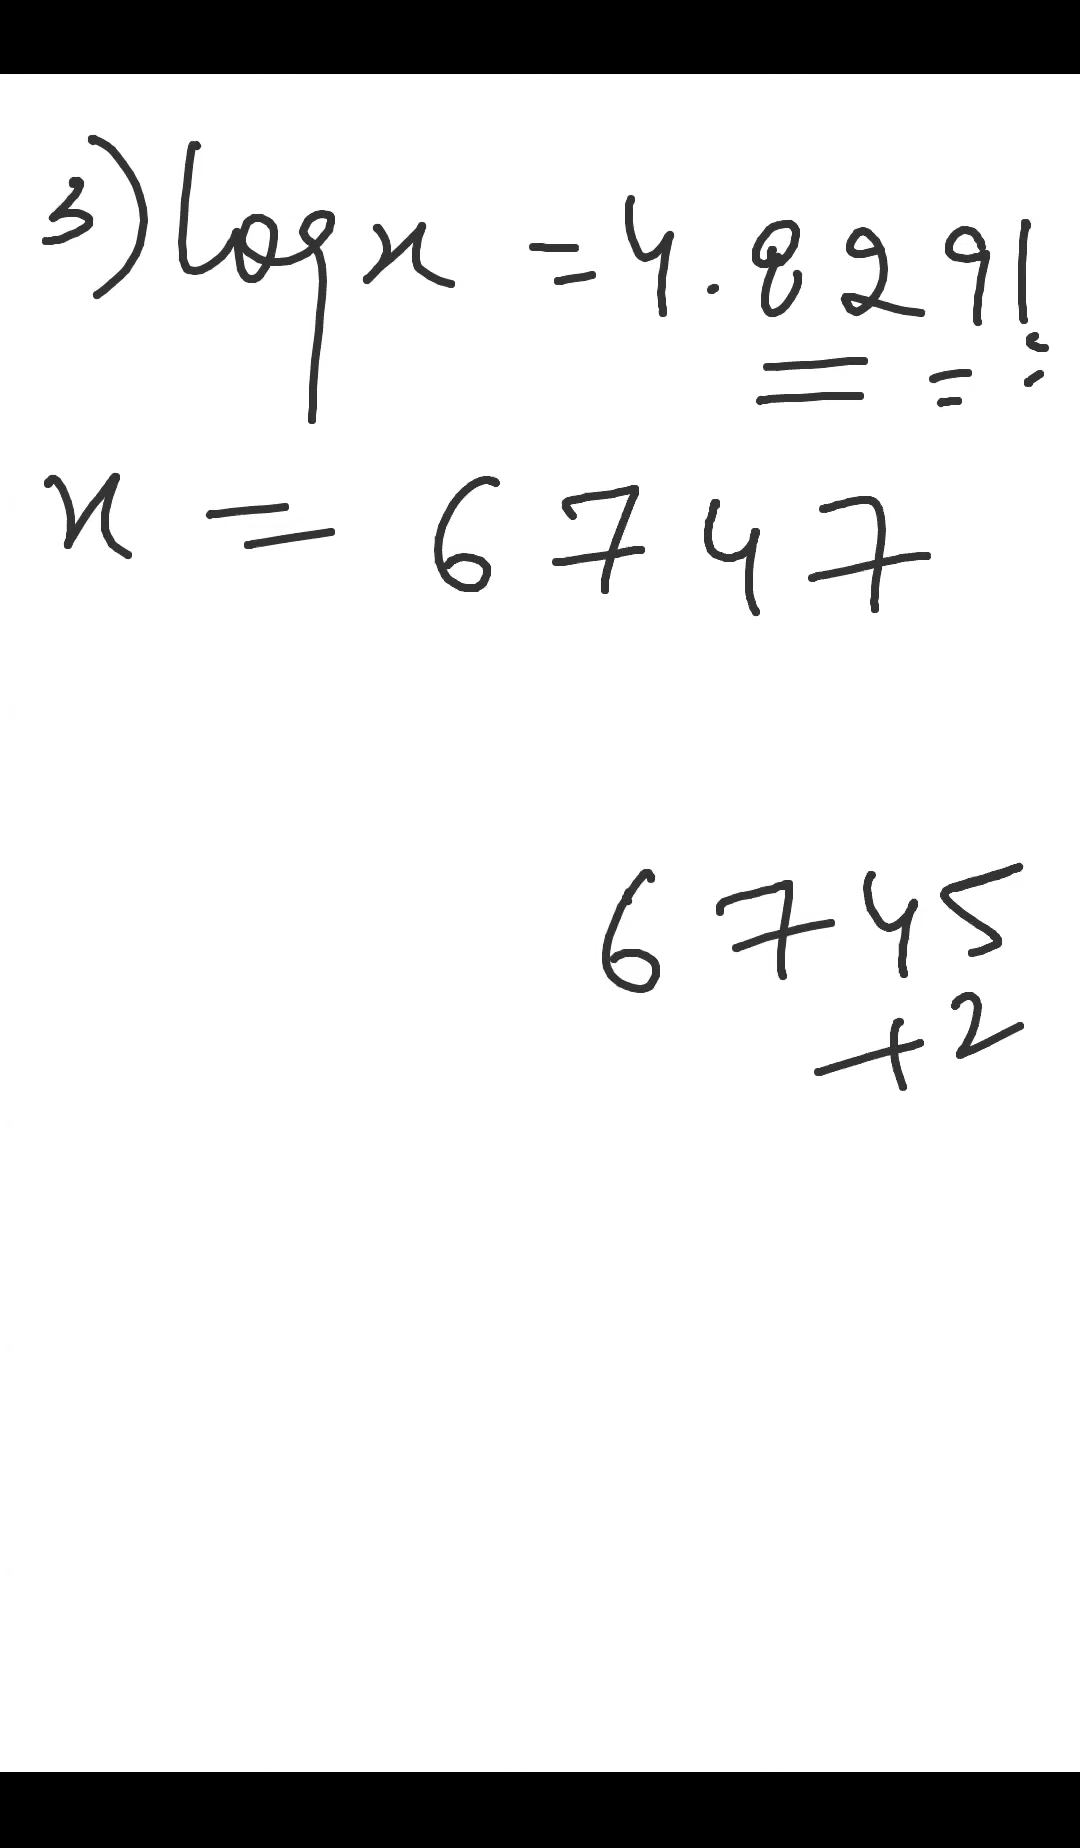 3) log x = 4.8291
x = 6747
6745
+2